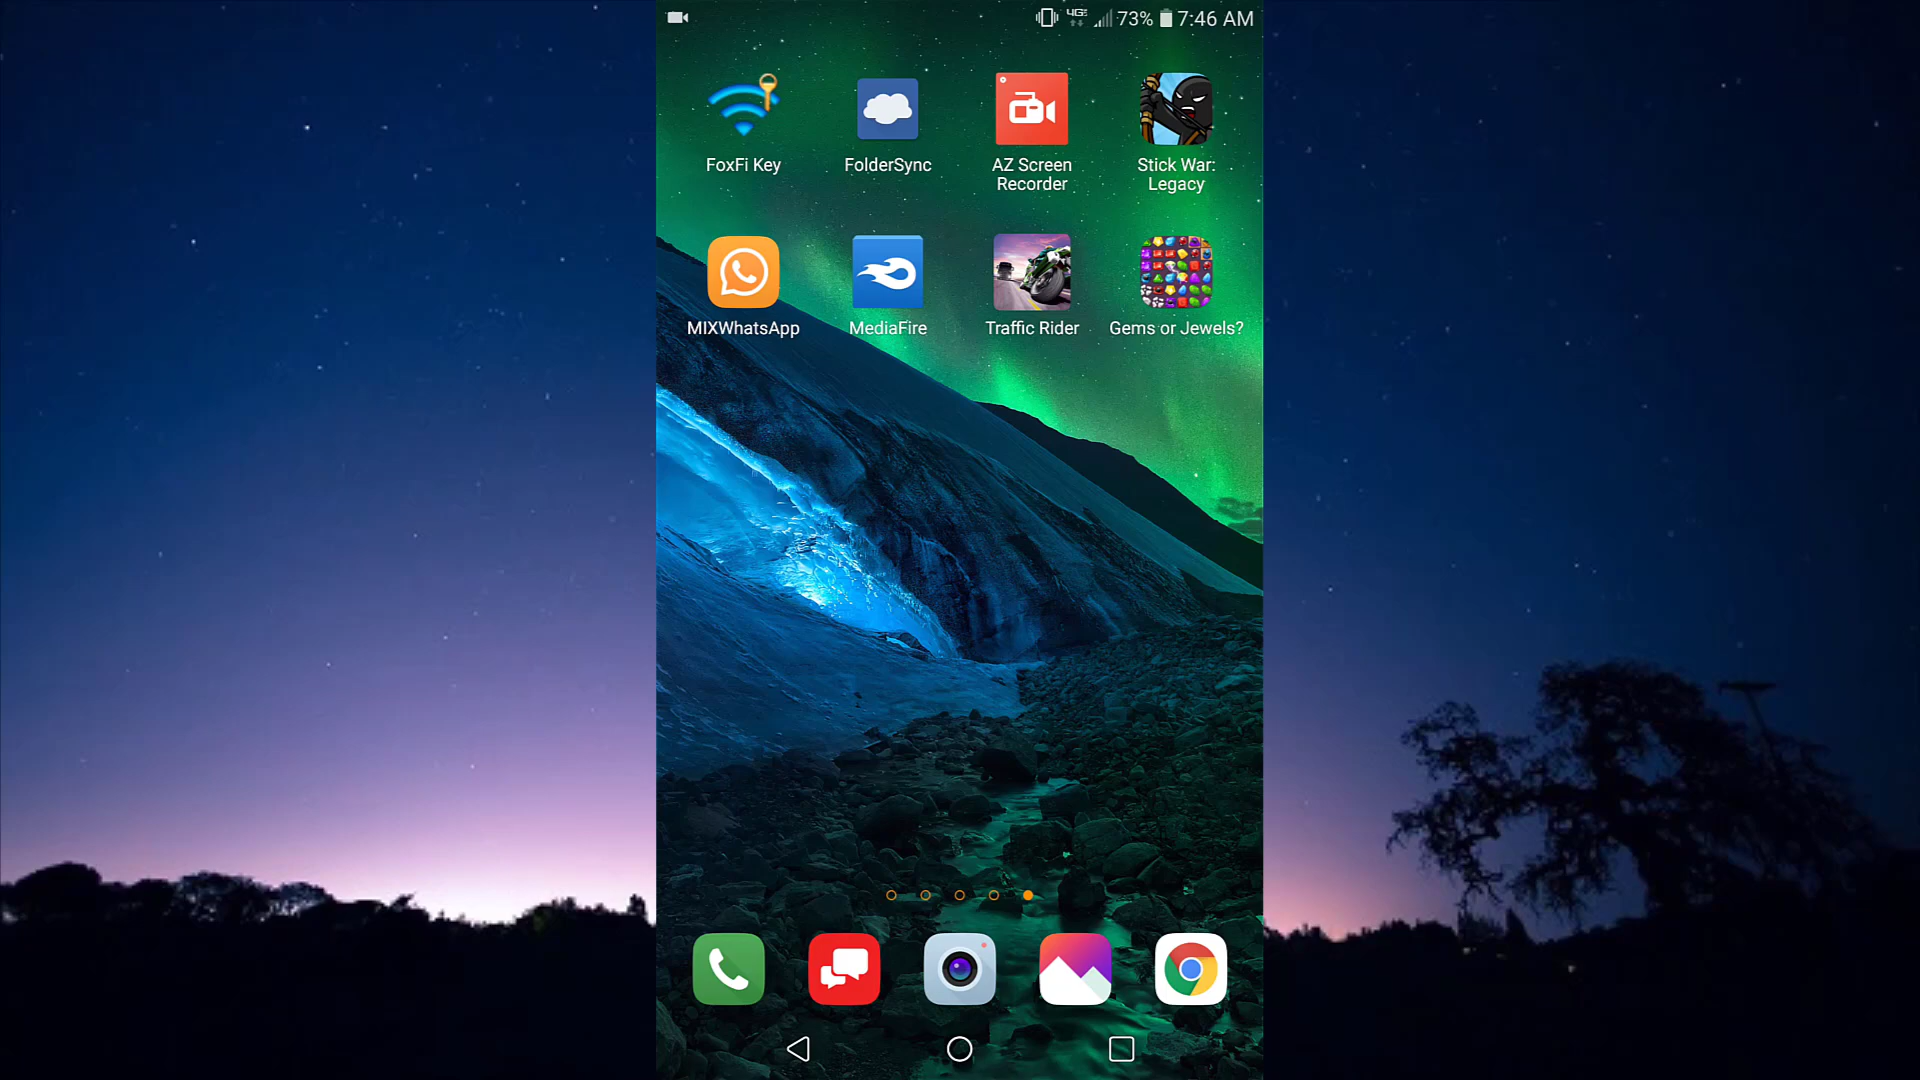 4G 73% 7:46 AM
FoxFi Key
FolderSync
AZ Screen
Recorder
Stick War:
Legacy
MIXWhatsApp
MediaFire
Traffic Rider
Gems or Jewels?